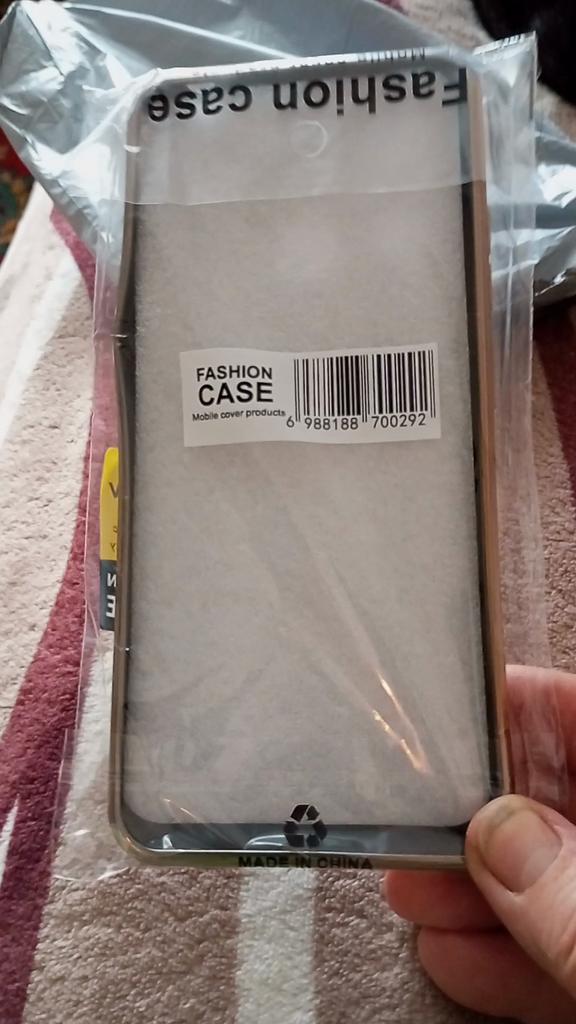 Fashion case
FASHION
CASE
Mobile cover products
6 988188 700292
MADE IN CHINA